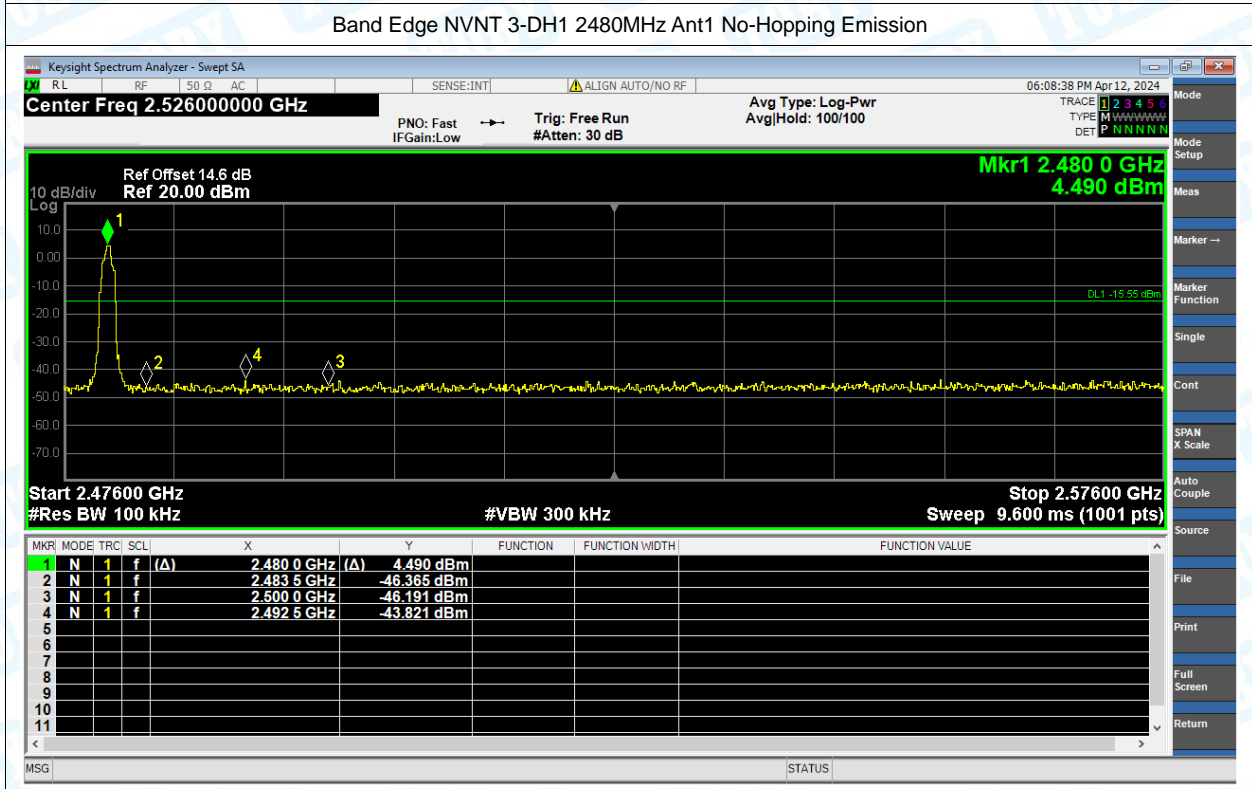 Band Edge NVNT 3-DH1 2480MHz Ant1 No-Hopping Emission
Keysight Spectrum Analyzer - Swept SA
LXI RL RF 50 Ω AC SENSE:INT ALIGN AUTO/NO RF 06:08:38 PM Apr 12, 2024
Center Freq 2.526000000 GHz
PNO: Fast
IFGain:Low
Trig: Free Run
#Atten: 30 dB
Avg Type: Log-Pwr
Avg|Hold: 100/100
TRACE 1 2 3 4 5 6
TYPE M WWWWW
DET P N N N N N
Ref Offset 14.6 dB
10 dB/div Ref 20.00 dBm
Log
Mkr1 2.480 0 GHz
4.490 dBm
10.0
0.00
-10.0
-20.0
-30.0
-40.0
-50.0
-60.0
-70.0
1
2
4
3
DL1 -15.55 dBm
Start 2.47600 GHz Stop 2.57600 GHz
#Res BW 100 kHz #VBW 300 kHz Sweep 9.600 ms (1001 pts)
MKR MODE TRC SCL X Y FUNCTION FUNCTION WIDTH FUNCTION VALUE
1 N 1 f (Δ) 2.480 0 GHz (Δ) 4.490 dBm
2 N 1 f 2.483 5 GHz -46.365 dBm
3 N 1 f 2.500 0 GHz -46.191 dBm
4 N 1 f 2.492 5 GHz -43.821 dBm
5
6
7
8
9
10
11
MSG STATUS
Mode
Mode
Setup
Meas
Marker →
Marker
Function
Single
Cont
SPAN
X Scale
Auto
Couple
Source
File
Print
Full
Screen
Return